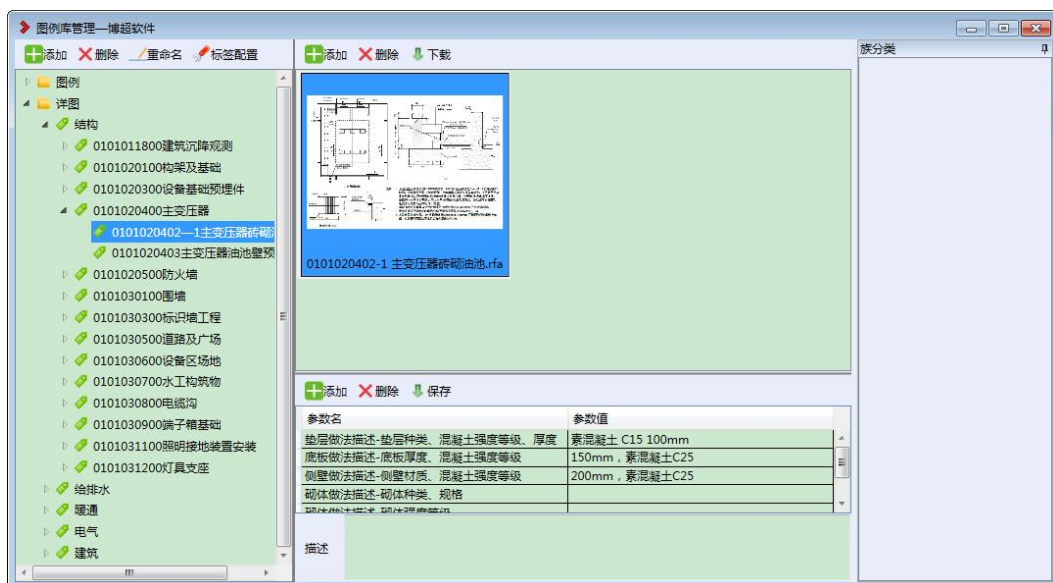 图例库管理—博超软件
添加 删除 重命名 标签配置
图例
详图
结构
0101011800建筑沉降观测
0101020100构架及基础
0101020300设备基础预埋件
0101020400主变压器
0101020402—1主变压器砖砌
0101020403主变压器油池壁预
0101020500防火墙
0101030100围墙
0101030300标识墙工程
0101030500道路及广场
0101030600设备区场地
0101030700水工构筑物
0101030800电缆沟
0101030900端子箱基础
0101031100照明接地装置安装
0101031200灯具支座
给排水
暖通
电气
建筑
添加 删除 下载
0101020402-1 主变压器砖砌油池.rfa
添加 删除 保存
参数名 参数值
垫层做法描述-垫层种类、混凝土强度等级、厚度 素混凝土 C15 100mm
底板做法描述-底板厚度、混凝土强度等级 150mm，素混凝土C25
侧壁做法描述-侧壁材质、混凝土强度等级 200mm，素混凝土C25
砌体做法描述-砌体种类、规格
砌体做法描述-砌体强度等级
描述
族分类